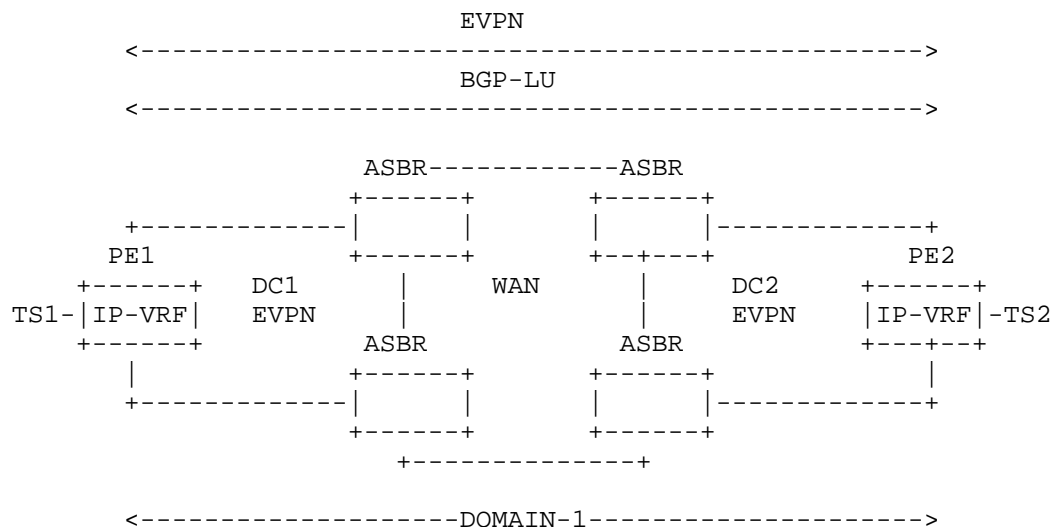 EVPN
<------------------------------------------------->
BGP-LU
<------------------------------------------------->
ASBR------------ASBR
+------+ +------+
+-------------| | | |-------------+
PE1 +------+ +--+---+ PE2
+------+ DC1 | WAN | DC2 +------+
TS1-|IP-VRF| EVPN | | EVPN |IP-VRF|-TS2
+------+ ASBR ASBR +---+--+
| +------+ +------+ |
+-------------| | | |-------------+
+------+ +------+
+--------------+
<--------------------DOMAIN-1--------------------->